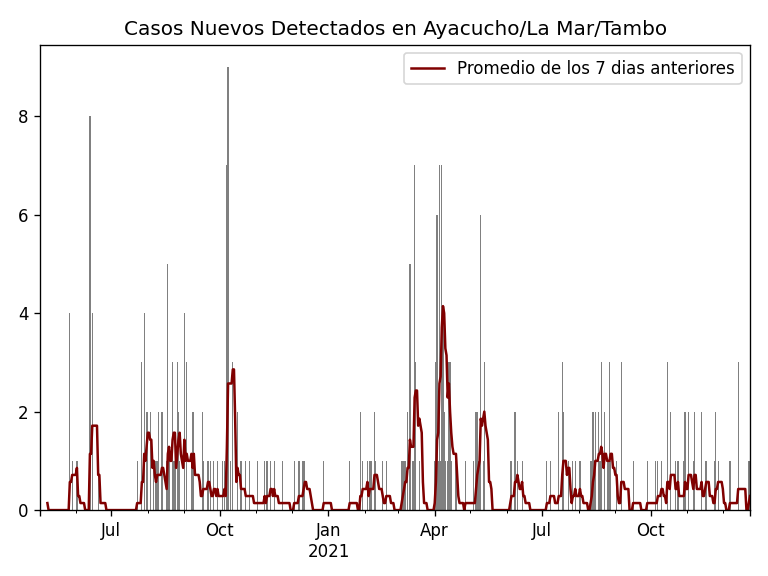 Casos Nuevos Detectados en Ayacucho/La Mar/Tambo
Promedio de los 7 dias anteriores
8
6
4
2
0
Jul Oct Jan Apr Jul Oct
2021